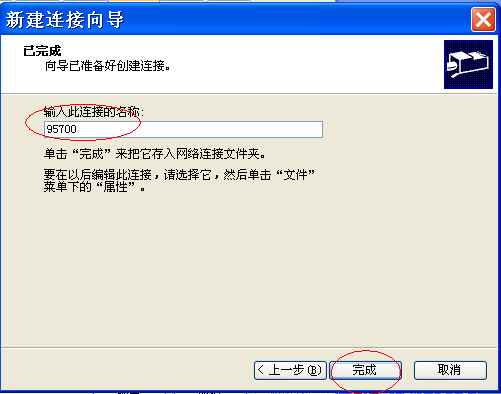 新建连接向导
已完成
向导已准备好创建连接。
输入此连接的名称:
95700
单击“完成”来把它存入网络连接文件夹。
要在以后编辑此连接，请选择它，然后单击“文件”
菜单下的“属性”。
< 上一步(B) 完成 取消